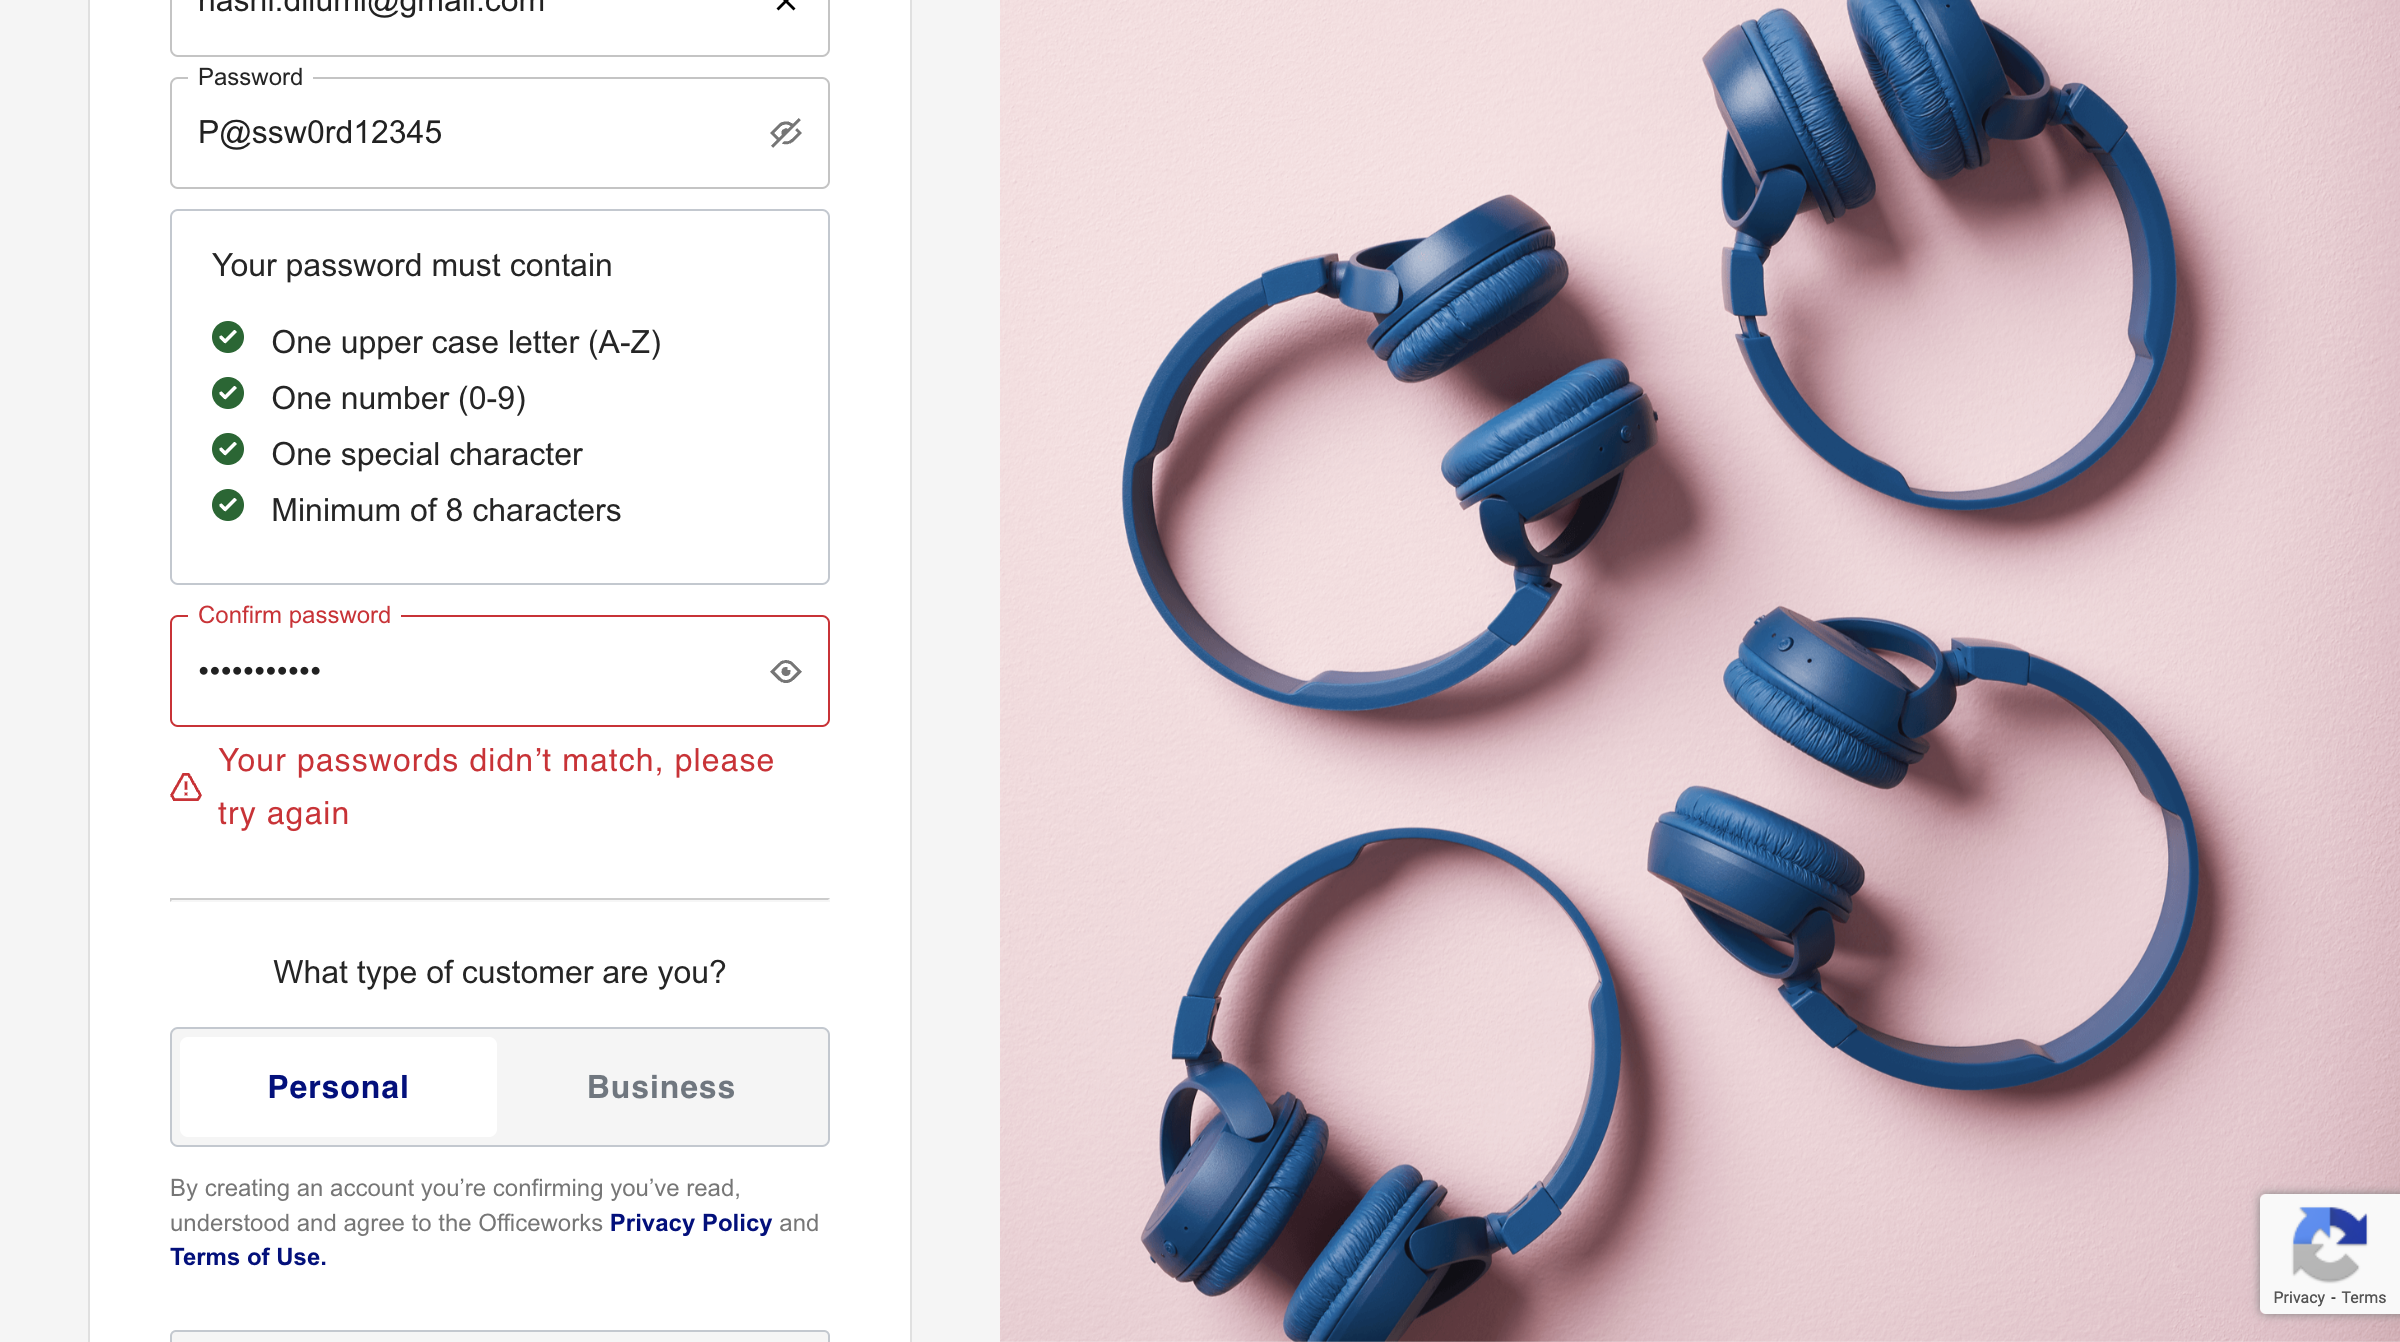 Password
P@ssw0rd12345
Your password must contain
One upper case letter (A-Z)
One number (0-9)
One special character
Minimum of 8 characters
Confirm password
•••••••••••
Your passwords didn’t match, please
try again
What type of customer are you?
Personal
Business
By creating an account you’re confirming you’ve read,
understood and agree to the Officeworks Privacy Policy and
Terms of Use.
Privacy - Terms